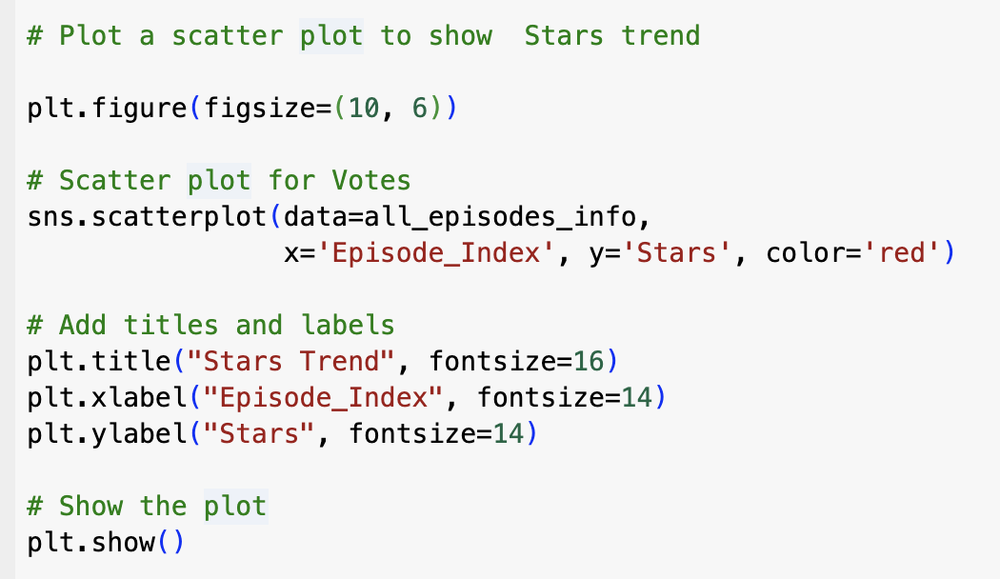 # Plot a scatter plot to show  Stars trend
plt.figure(figsize=(10, 6))
# Scatter plot for Votes
sns.scatterplot(data=all_episodes_info,
                x='Episode_Index', y='Stars', color='red')
# Add titles and labels
plt.title("Stars Trend", fontsize=16)
plt.xlabel("Episode_Index", fontsize=14)
plt.ylabel("Stars", fontsize=14)
# Show the plot
plt.show()